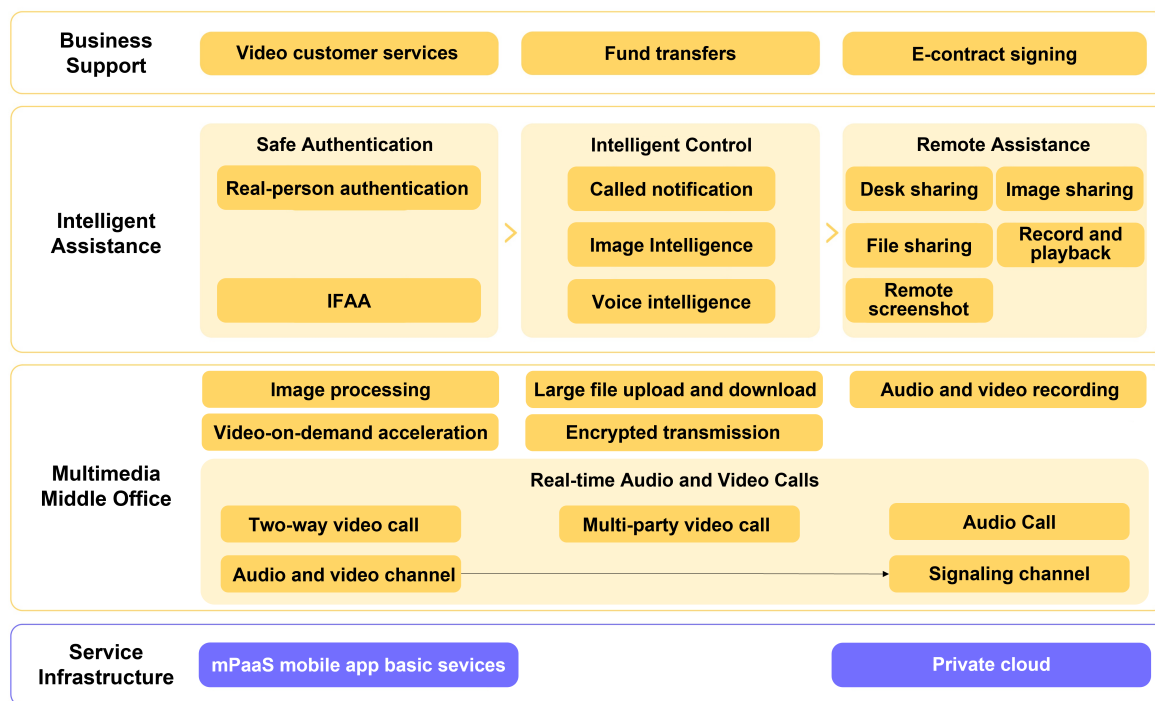 Business
Support
Video customer services
Fund transfers
E-contract signing
Intelligent
Assistance
Safe Authentication
Real-person authentication
IFAA
Intelligent Control
Called notification
Image Intelligence
Voice intelligence
Remote Assistance
Desk sharing
Image sharing
File sharing
Record and
playback
Remote
screenshot
Multimedia
Middle Office
Image processing
Large file upload and download
Audio and video recording
Video-on-demand acceleration
Encrypted transmission
Real-time Audio and Video Calls
Two-way video call
Multi-party video call
Audio Call
Audio and video channel
Signaling channel
Service
Infrastructure
mPaaS mobile app basic sevices
Private cloud